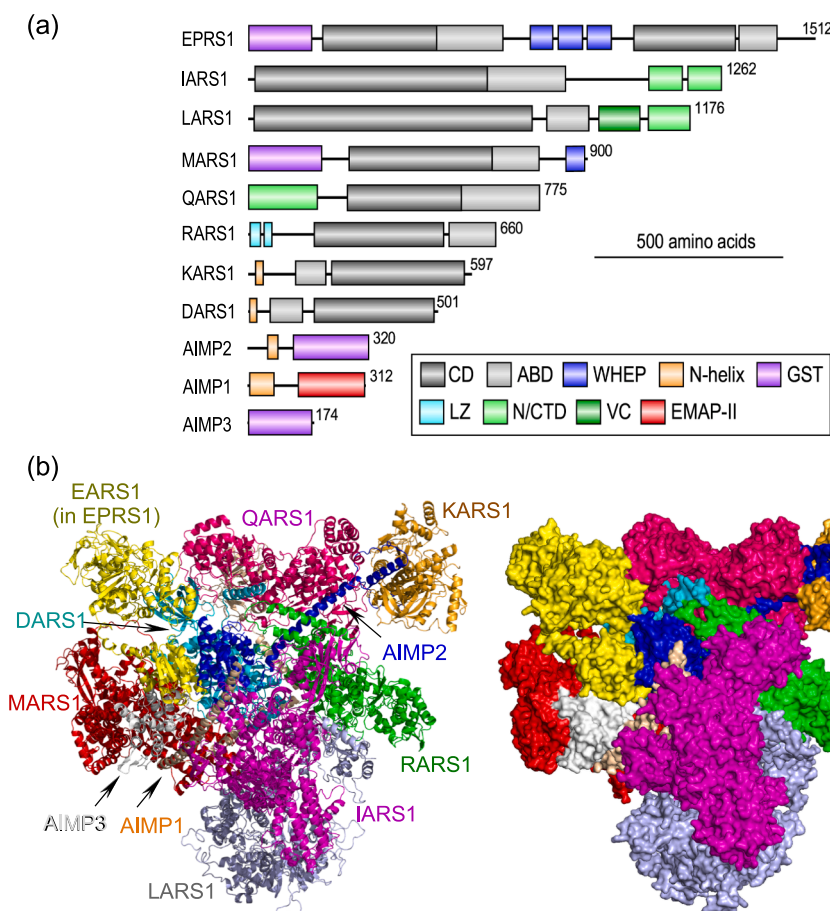 (a)
EPRS1 1512
IARS1 1262
LARS1 1176
MARS1 900
QARS1 775
RARS1 660
500 amino acids
KARS1 597
DARS1 501
AIMP2 320
AIMP1 312
AIMP3 174
CD ABD WHEP N-helix GST
LZ N/CTD VC EMAP-II
(b)
EARS1
(in EPRS1)
QARS1
KARS1
DARS1
AIMP2
MARS1
RARS1
AIMP3
AIMP1
IARS1
LARS1